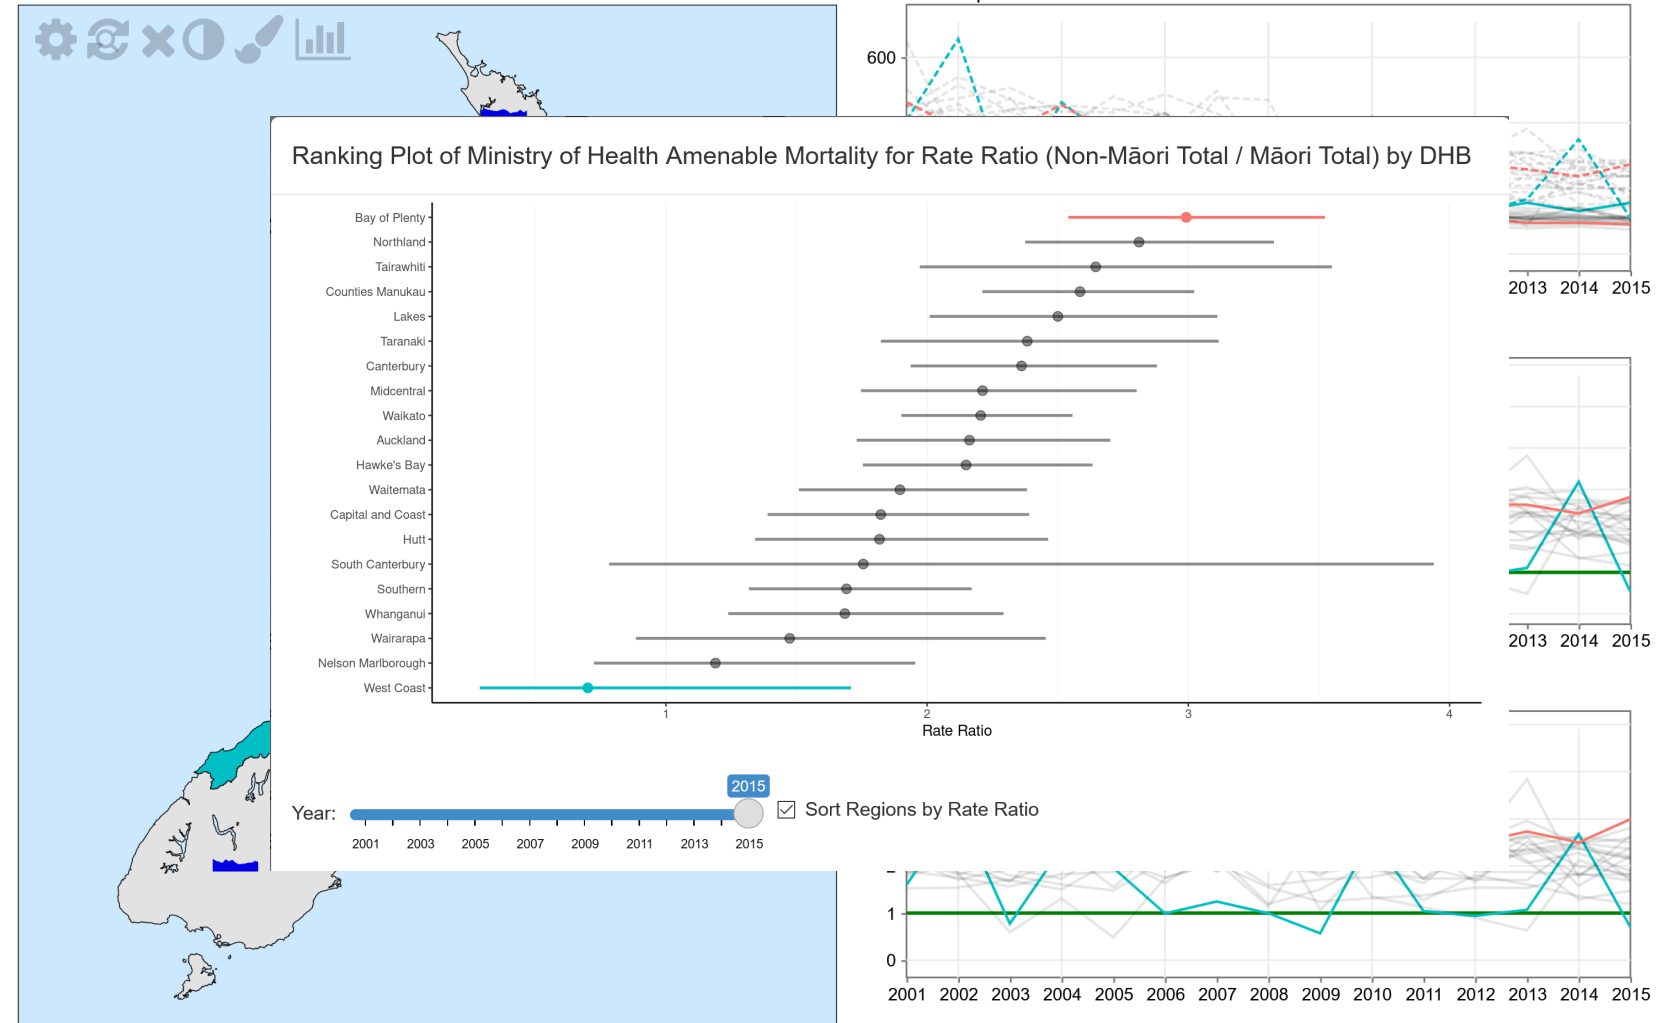 600
Ranking Plot of Ministry of Health Amenable Mortality for Rate Ratio (Non-Māori Total / Māori Total) by DHB
Bay of Plenty
Northland
Tairawhiti
Counties Manukau
Lakes
Taranaki
Canterbury
Midcentral
Waikato
Auckland
Hawke's Bay
Waitemata
Capital and Coast
Hutt
South Canterbury
Southern
Whanganui
Wairarapa
Nelson Marlborough
West Coast
1 2 3 4
Rate Ratio
2013 2014 2015
2013 2014 2015
2015
Year:
2001 2003 2005 2007 2009 2011 2013 2015
Sort Regions by Rate Ratio
1
0
2001 2002 2003 2004 2005 2006 2007 2008 2009 2010 2011 2012 2013 2014 2015